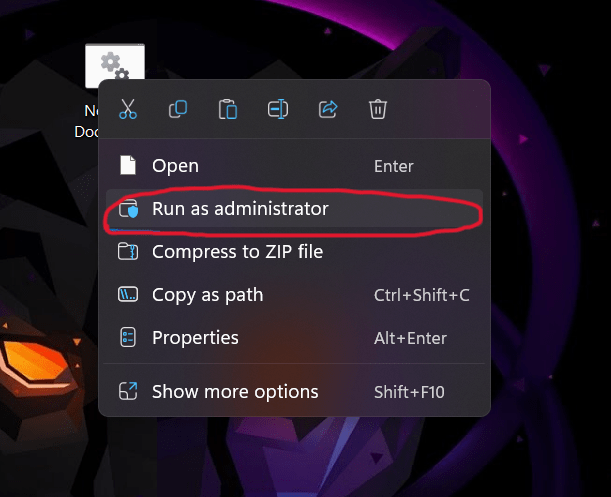 Ne
Doc
Open Enter
Run as administrator
Compress to ZIP file
Copy as path Ctrl+Shift+C
Properties Alt+Enter
Show more options Shift+F10